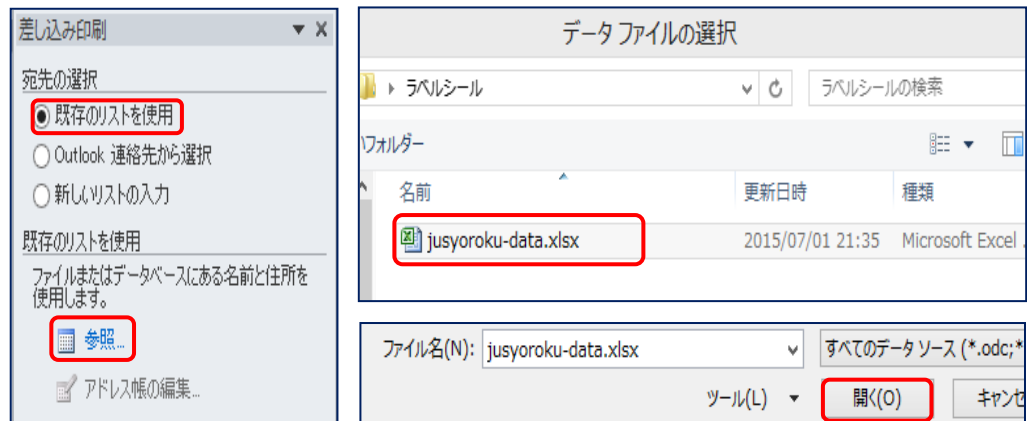 差し込み印刷
宛先の選択
既存のリストを使用
Outlook 連絡先から選択
新しいリストの入力
既存のリストを使用
ファイルまたはデータベースにある名前と住所を
使用します。
参照...
アドレス帳の編集...
データ ファイルの選択
ラベルシール
ラベルシールの検索
フォルダー
名前 更新日時 種類
jusyoroku-data.xlsx 2015/07/01 21:35 Microsoft Excel
ファイル名(N): jusyoroku-data.xlsx すべてのデータ ソース (*.odc;*
ツール(L) 開く(O) キャンセ